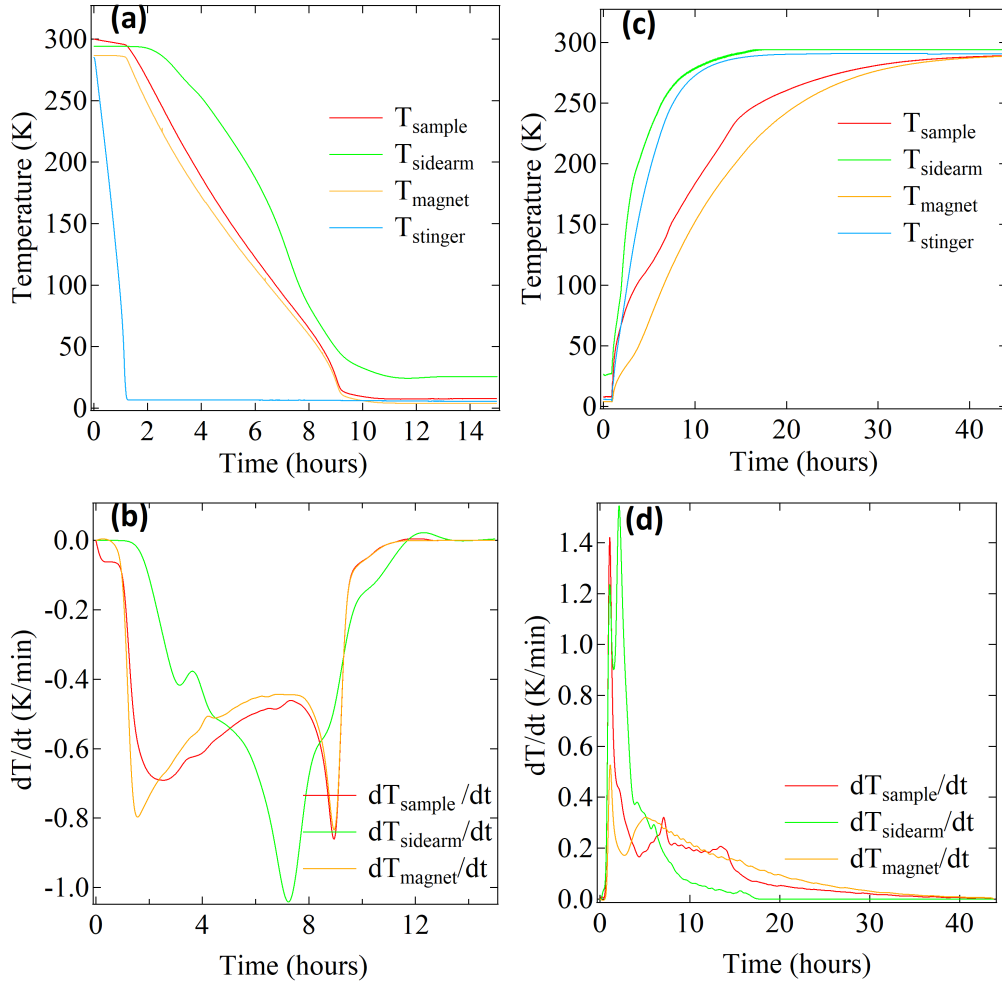 (a)
300
250
200
150
100
50
0
Temperature (K)
T_sample
T_sidearm
T_magnet
T_stinger
0 2 4 6 8 10 12 14
Time (hours)
(c)
300
250
200
150
100
50
0
Temperature (K)
T_sample
T_sidearm
T_magnet
T_stinger
0 10 20 30 40
Time (hours)
(b)
0.0
-0.2
-0.4
-0.6
-0.8
-1.0
dT/dt (K/min)
dT_sample /dt
dT_sidearm/dt
dT_magnet/dt
0 4 8 12
Time (hours)
(d)
1.4
1.2
1.0
0.8
0.6
0.4
0.2
0.0
dT/dt (K/min)
dT_sample/dt
dT_sidearm/dt
dT_magnet/dt
0 10 20 30 40
Time (hours)